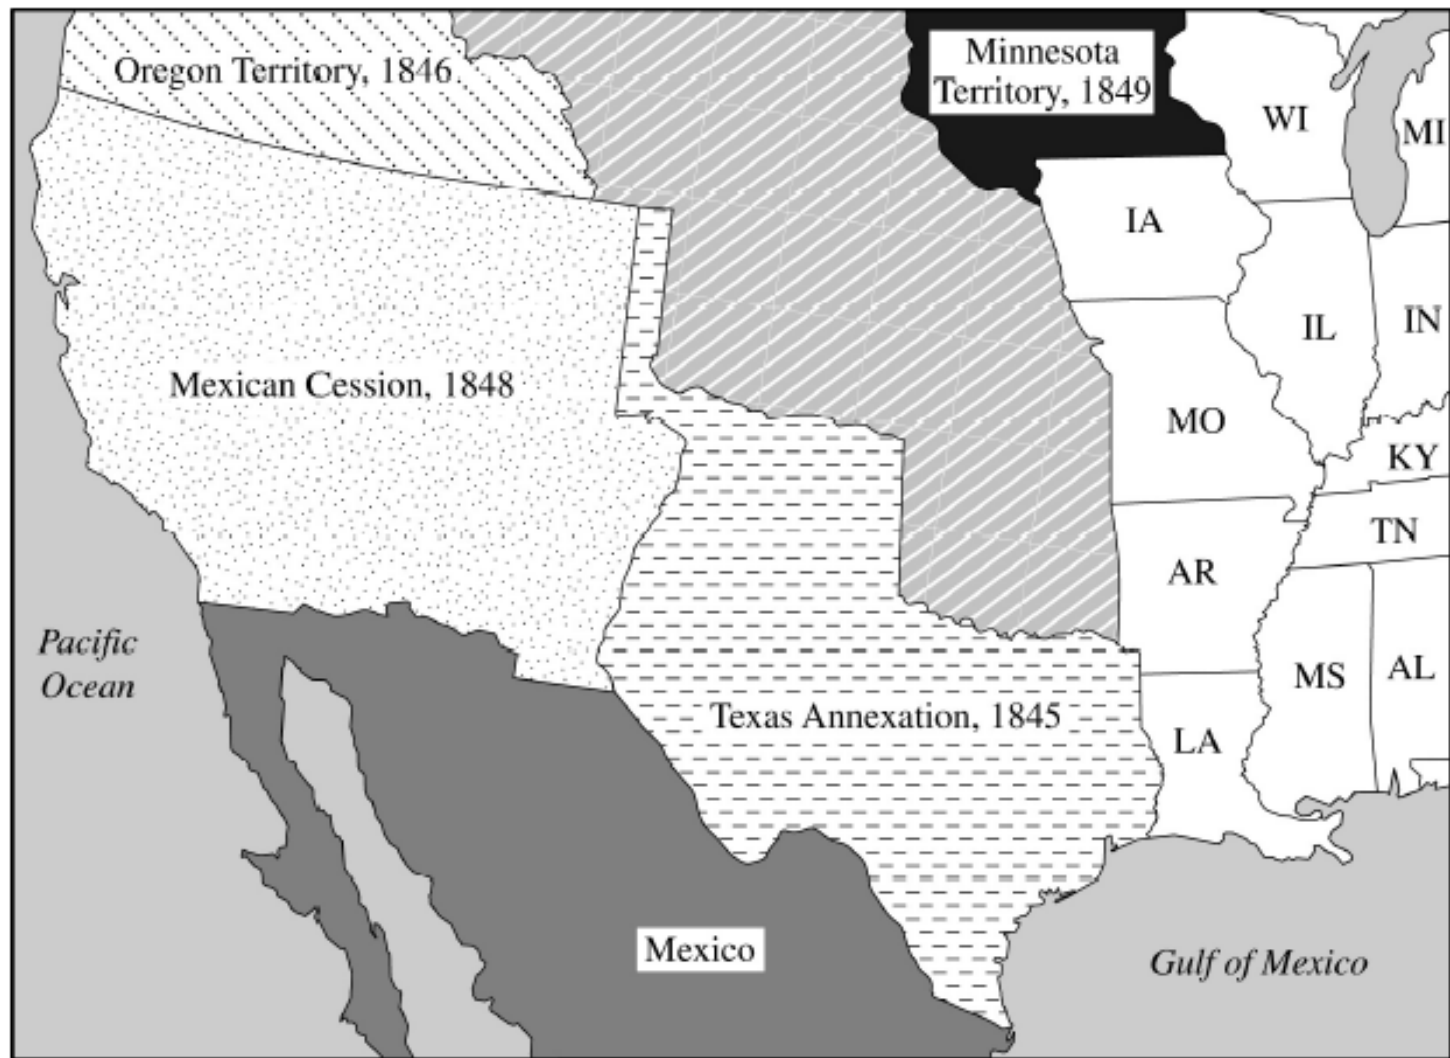 Oregon Territory, 1846
Minnesota
Territory, 1849
WI
MI
IA
IL
IN
Mexican Cession, 1848
MO
KY
TN
AR
Pacific
Ocean
MS
AL
Texas Annexation, 1845
LA
Mexico
Gulf of Mexico